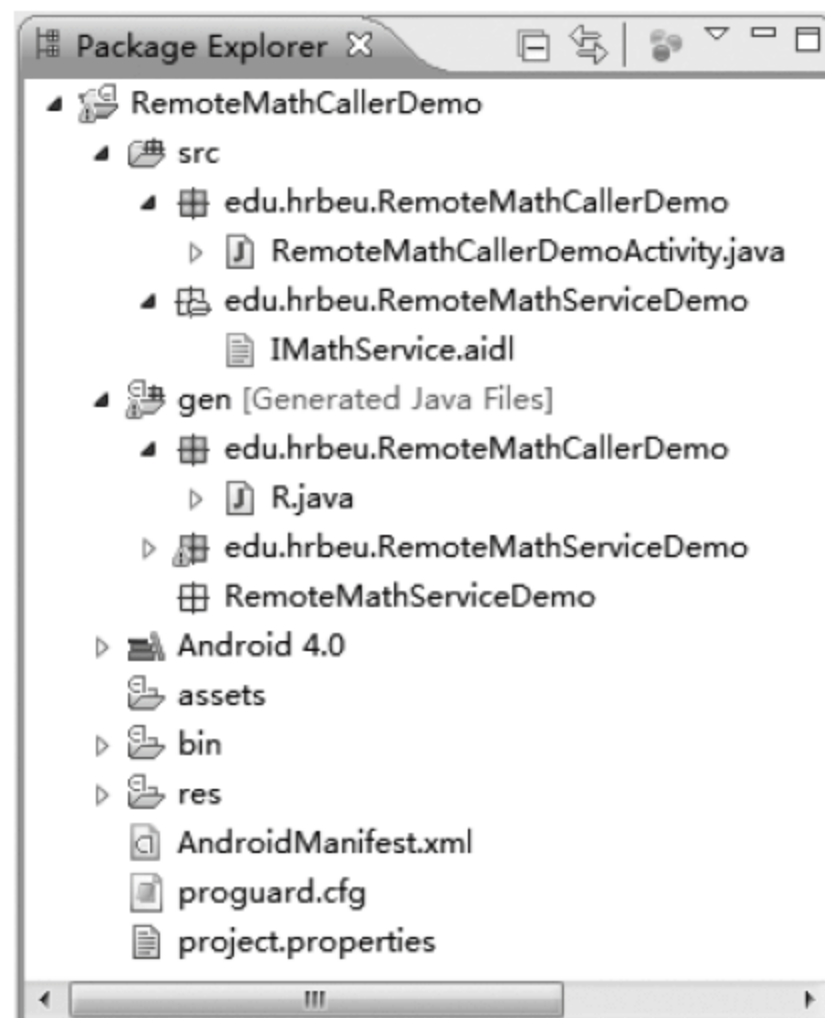 Package Explorer
RemoteMathCallerDemo
src
edu.hrbeu.RemoteMathCallerDemo
RemoteMathCallerDemoActivity.java
edu.hrbeu.RemoteMathServiceDemo
IMathService.aidl
gen [Generated Java Files]
edu.hrbeu.RemoteMathCallerDemo
R.java
edu.hrbeu.RemoteMathServiceDemo
RemoteMathServiceDemo
Android 4.0
assets
bin
res
AndroidManifest.xml
proguard.cfg
project.properties